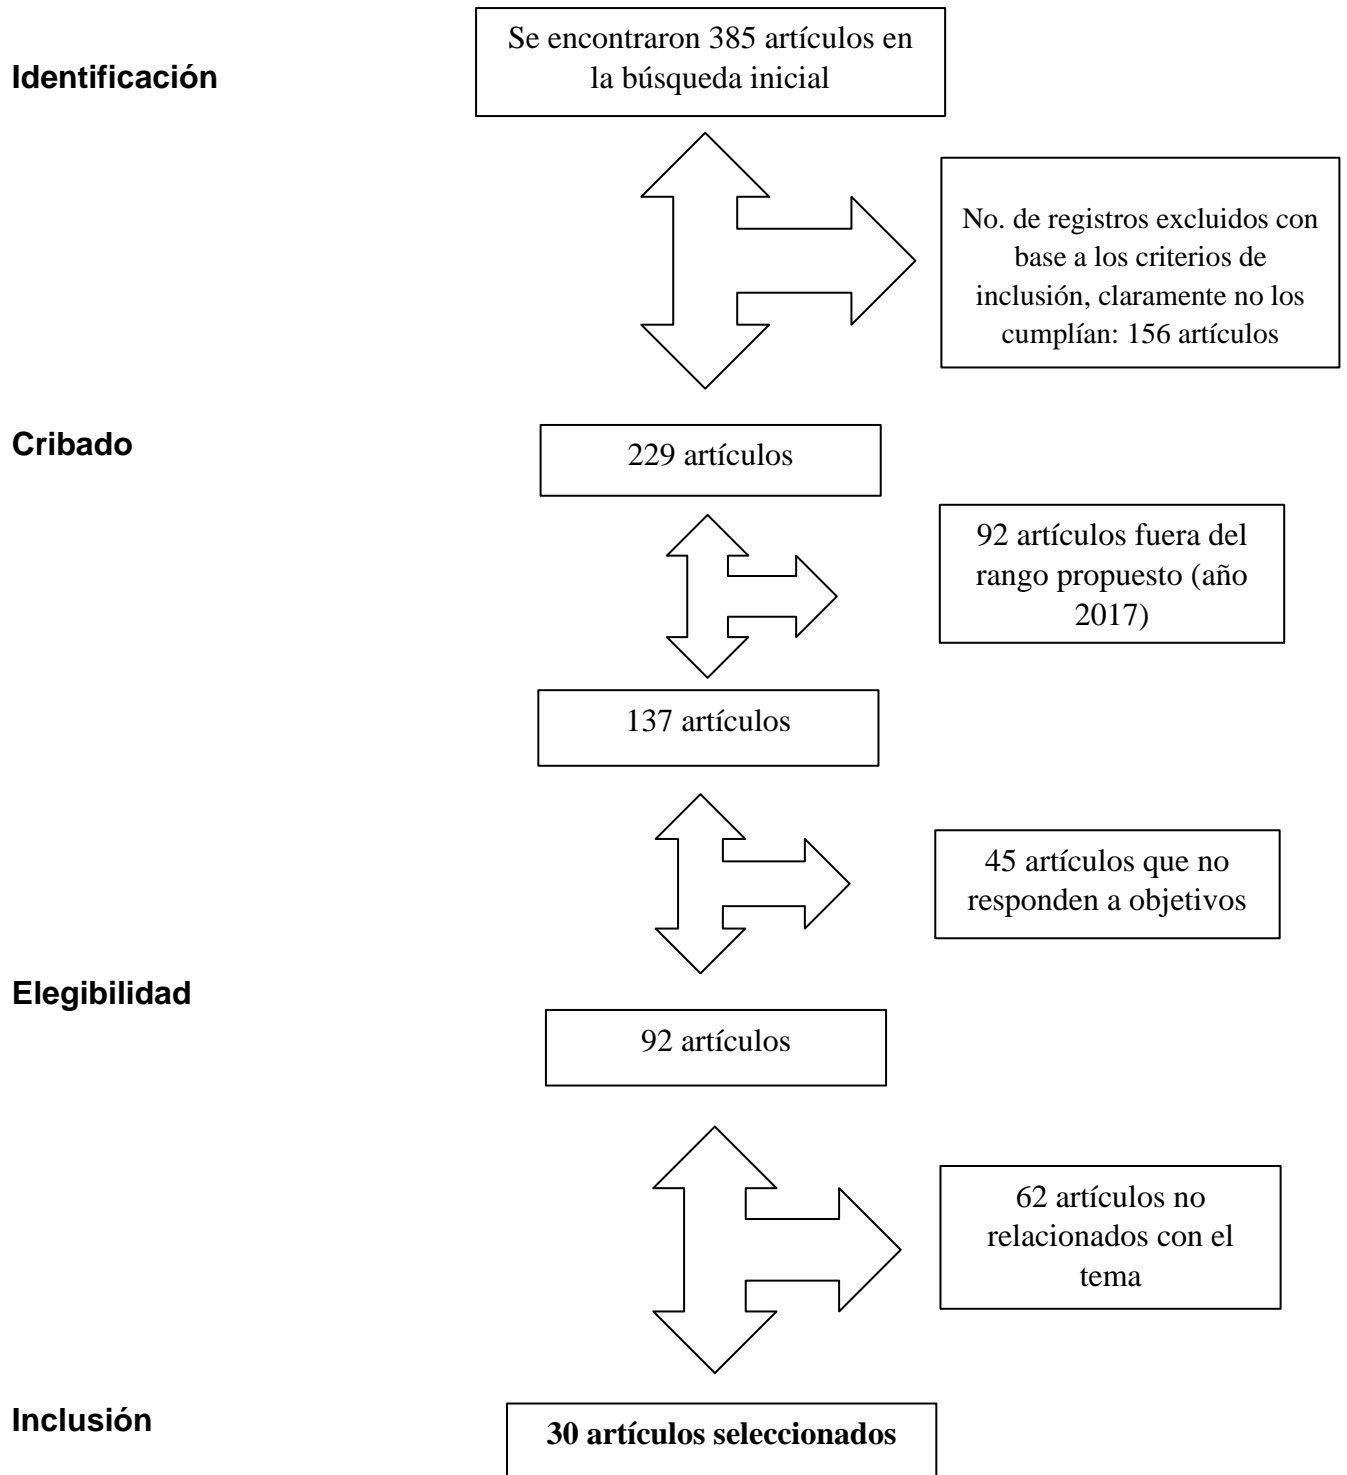 Identificación
Se encontraron 385 artículos en
la búsqueda inicial
No. de registros excluidos con
base a los criterios de
inclusión, claramente no los
cumplían: 156 artículos
Cribado
229 artículos
92 artículos fuera del
rango propuesto (año
2017)
137 artículos
45 artículos que no
responden a objetivos
Elegibilidad
92 artículos
62 artículos no
relacionados con el
tema
Inclusión
30 artículos seleccionados